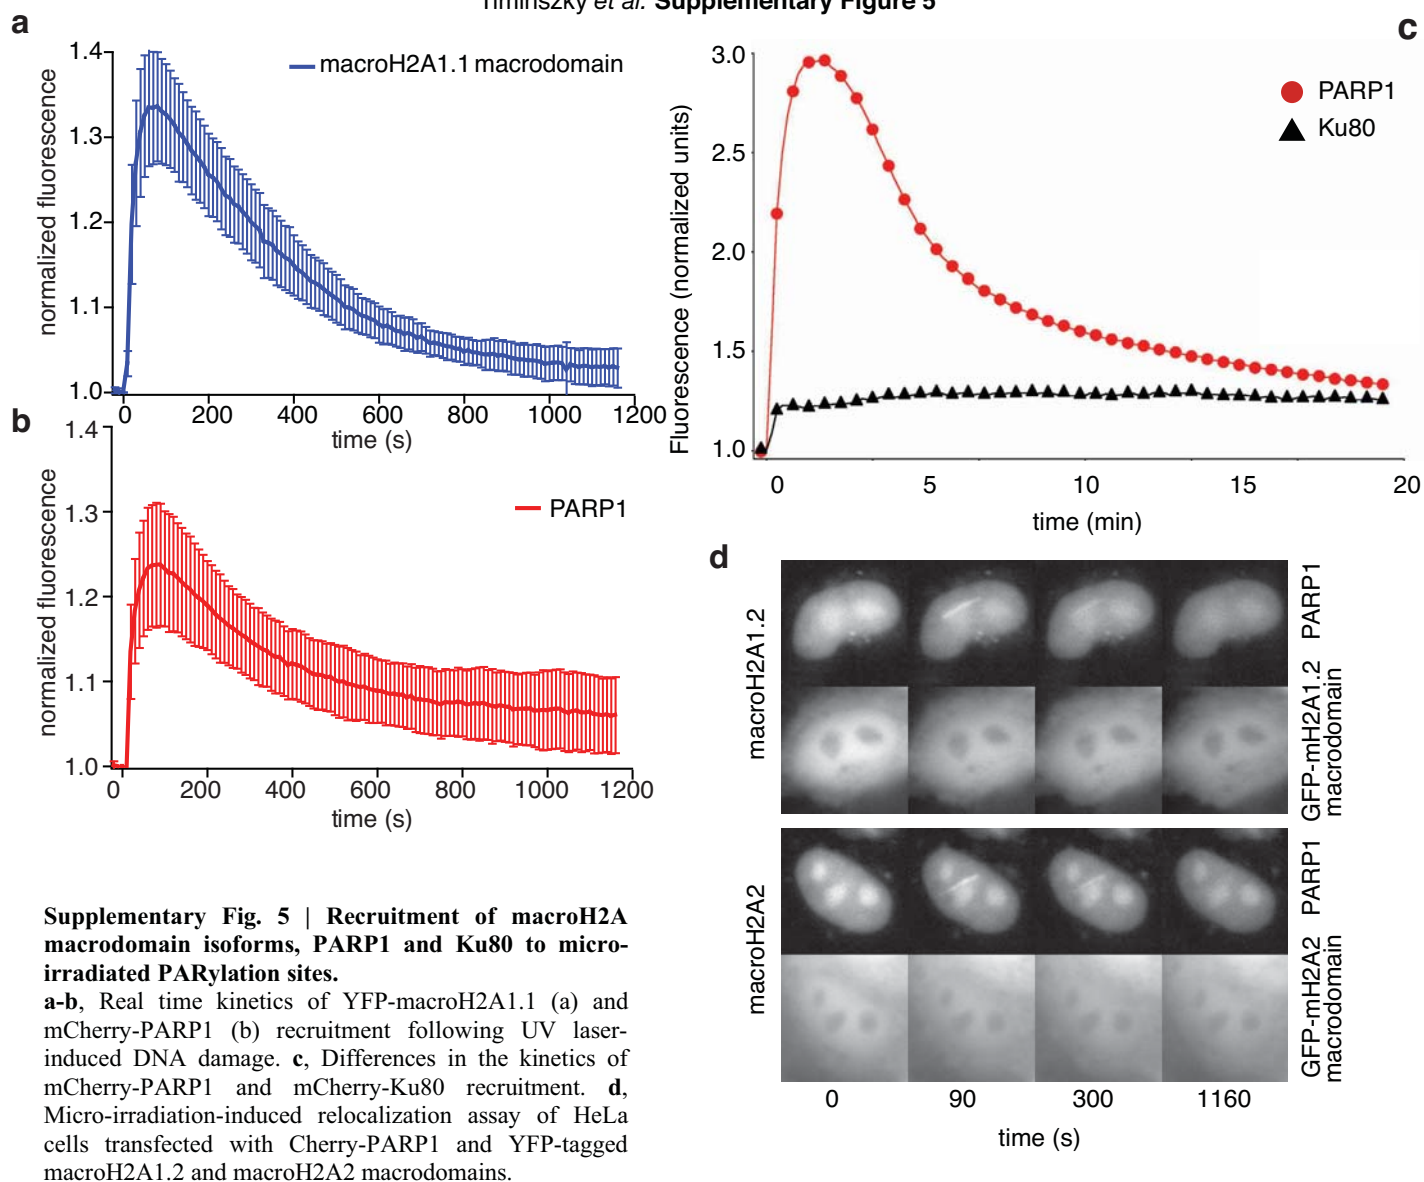 Timinszky et al. Supplementary Figure 5
a
1.4
1.3
1.2
1.1
1.0
normalized fluorescence
macroH2A1.1 macrodomain
0 200 400 600 800 1000 1200
time (s)
b
1.4
1.3
1.2
1.1
1.0
normalized fluorescence
PARP1
0 200 400 600 800 1000 1200
time (s)
c
3.0
2.5
2.0
1.5
1.0
Fluorescence (normalized units)
PARP1
Ku80
0 5 10 15 20
time (min)
d
macroH2A1.2
PARP1
GFP-mH2A1.2
macrodomain
macroH2A2
PARP1
GFP-mH2A2
macrodomain
0 90 300 1160
time (s)
Supplementary Fig. 5 | Recruitment of macroH2A
macrodomain isoforms, PARP1 and Ku80 to micro-
irradiated PARylation sites.
a-b, Real time kinetics of YFP-macroH2A1.1 (a) and
mCherry-PARP1 (b) recruitment following UV laser-
induced DNA damage. c, Differences in the kinetics of
mCherry-PARP1 and mCherry-Ku80 recruitment. d,
Micro-irradiation-induced relocalization assay of HeLa
cells transfected with Cherry-PARP1 and YFP-tagged
macroH2A1.2 and macroH2A2 macrodomains.